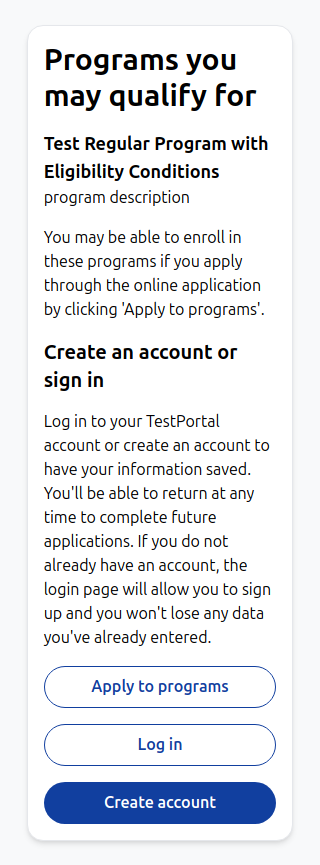 Programs you
may qualify for
Test Regular Program with
Eligibility Conditions
program description
You may be able to enroll in
these programs if you apply
through the online application
by clicking 'Apply to programs'.
Create an account or
sign in
Log in to your TestPortal
account or create an account to
have your information saved.
You'll be able to return at any
time to complete future
applications. If you do not
already have an account, the
login page will allow you to sign
up and you won't lose any data
you've already entered.
Apply to programs
Log in
Create account